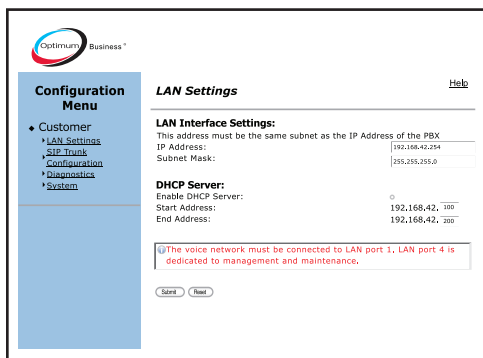 Optimum Business
Configuration
Menu
Customer
LAN Settings
SIP Trunk
Configuration
Diagnostics
System
LAN Settings
Help
LAN Interface Settings:
This address must be the same subnet as the IP Address of the PBX
IP Address: 192.168.42.254
Subnet Mask: 255.255.255.0
DHCP Server:
Enable DHCP Server:
Start Address: 192.168.42. 100
End Address: 192.168.42. 200
The voice network must be connected to LAN port 1. LAN port 4 is
dedicated to management and maintenance.
Submit Reset